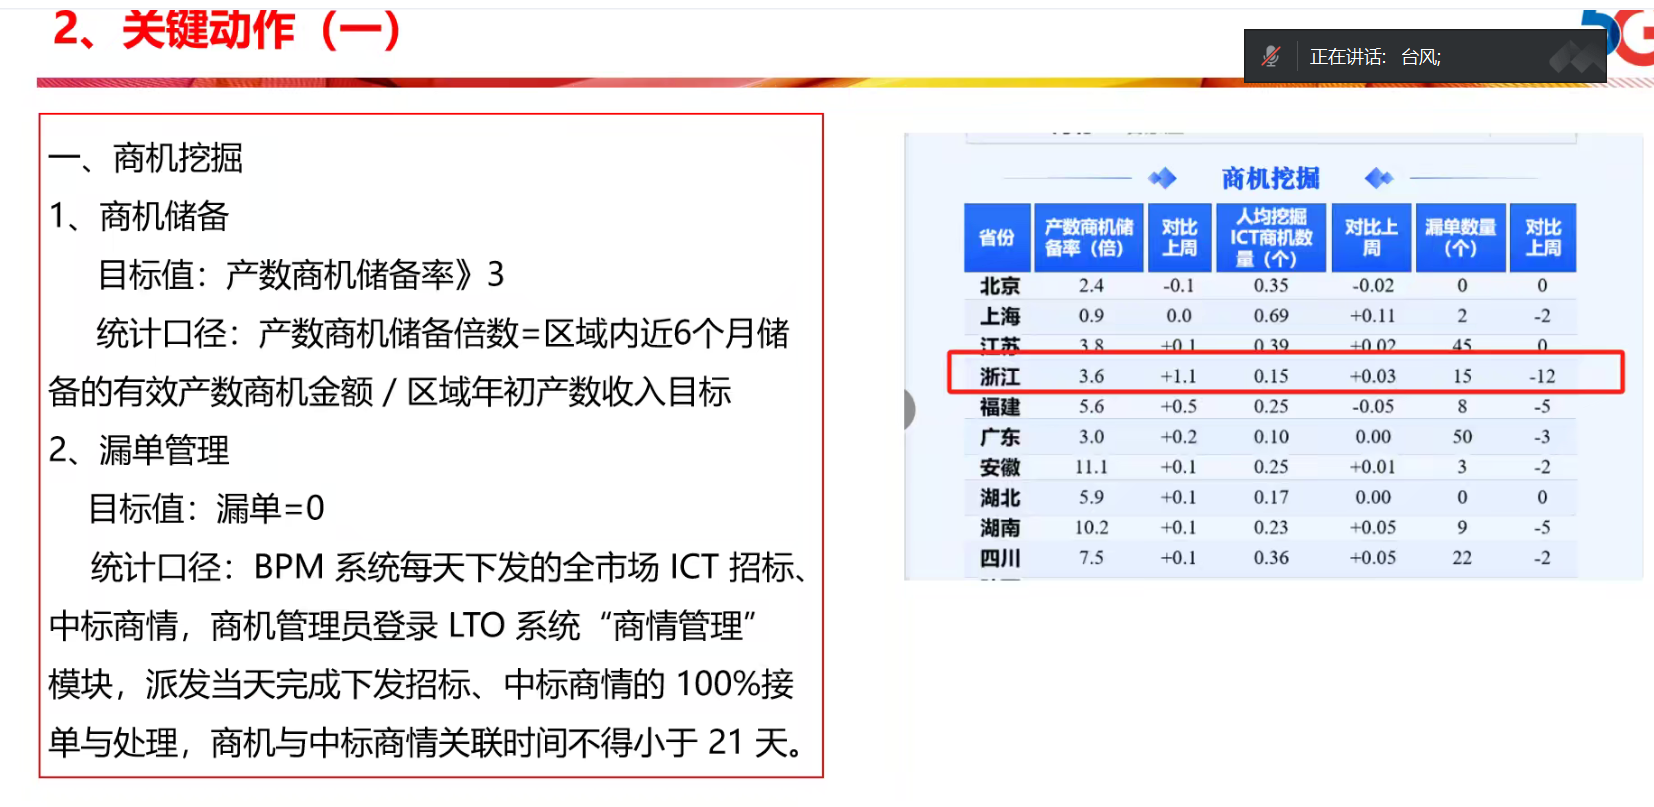 2、关键动作（一）
5G
正在讲话: 台风;
一、商机挖掘
1、商机储备
目标值：产数商机储备率》3
统计口径：产数商机储备倍数=区域内近6个月储
备的有效产数商机金额 / 区域年初产数收入目标
2、漏单管理
目标值：漏单=0
统计口径：BPM 系统每天下发的全市场 ICT 招标、
中标商情，商机管理员登录 LTO 系统“商情管理”
模块，派发当天完成下发招标、中标商情的 100%接
单与处理，商机与中标商情关联时间不得小于 21 天。
商机挖掘
省份 产数商机储备率（倍） 对比上周 人均挖掘ICT商机数量（个） 对比上周 漏单数量（个） 对比上周
北京 2.4 -0.1 0.35 -0.02 0 0
上海 0.9 0.0 0.69 +0.11 2 -2
江苏 3.8 +0.1 0.39 +0.02 45 0
浙江 3.6 +1.1 0.15 +0.03 15 -12
福建 5.6 +0.5 0.25 -0.05 8 -5
广东 3.0 +0.2 0.10 0.00 50 -3
安徽 11.1 +0.1 0.25 +0.01 3 -2
湖北 5.9 +0.1 0.17 0.00 0 0
湖南 10.2 +0.1 0.23 +0.05 9 -5
四川 7.5 +0.1 0.36 +0.05 22 -2